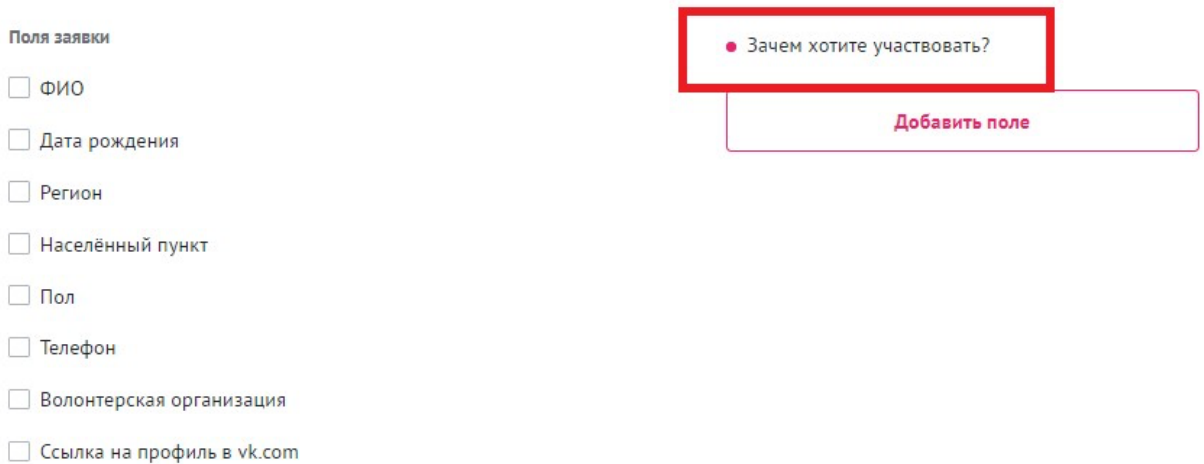 Поля заявки
ФИО
Дата рождения
Регион
Населённый пункт
Пол
Телефон
Волонтерская организация
Ссылка на профиль в vk.com
Зачем хотите участвовать?
Добавить поле